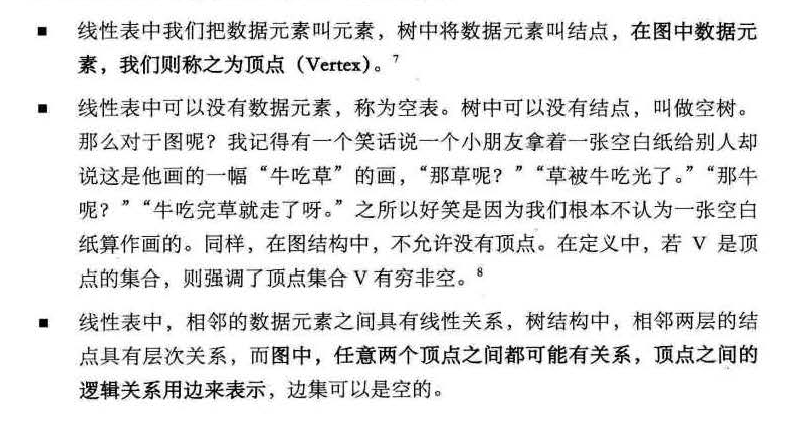 ■ 线性表中我们把数据元素叫元素，树中将数据元素叫结点，在图中数据元
素，我们则称之为顶点（Vertex）。7
■ 线性表中可以没有数据元素，称为空表。树中可以没有结点，叫做空树。
那么对于图呢？我记得有一个笑话说一个小朋友拿着一张空白纸给别人却
说这是他画的一幅“牛吃草”的画，“那草呢？”“草被牛吃光了。”“那牛
呢？”“牛吃完草就走了呀。”之所以好笑是因为我们根本不认为一张空白
纸算作画的。同样，在图结构中，不允许没有顶点。在定义中，若 V 是顶
点的集合，则强调了顶点集合 V 有穷非空。8
■ 线性表中，相邻的数据元素之间具有线性关系，树结构中，相邻两层的结
点具有层次关系，而图中，任意两个顶点之间都可能有关系，顶点之间的
逻辑关系用边来表示，边集可以是空的。